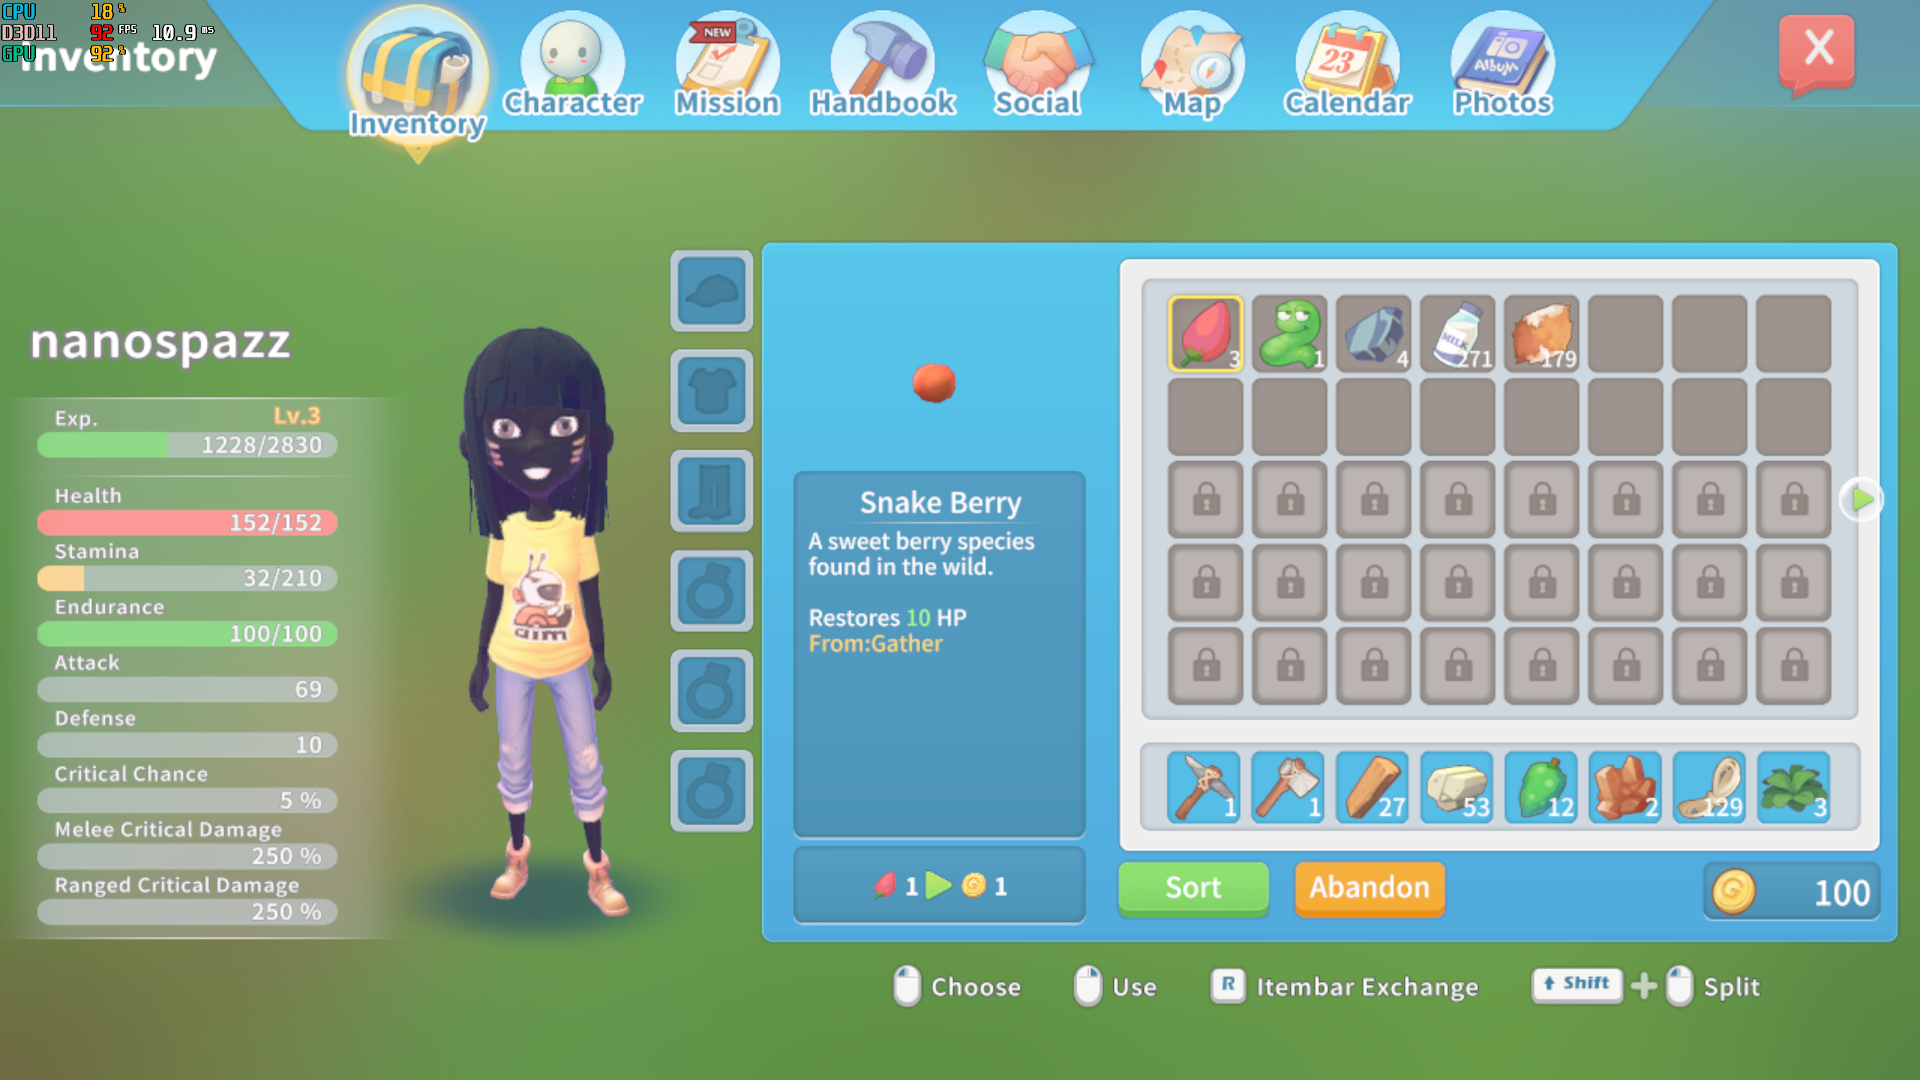 CPU 18 %
D3D11 92 FPS 10.9 ms
GPU 92 %
Inventory
Inventory
Character
NEW
Mission
Handbook
Social
Map
23
Calendar
ALBUM
Photos
X
nanospazz
Exp. Lv.3
1228/2830
Health
152/152
Stamina
32/210
Endurance
100/100
Attack
69
Defense
10
Critical Chance
5 %
Melee Critical Damage
250 %
Ranged Critical Damage
250 %
aim
Snake Berry
A sweet berry species
found in the wild.
Restores 10 HP
From:Gather
1 1
MILK
3 1 4 271 179
1 1 27 53 12 2 129 3
Sort
Abandon
G 100
Choose
Use
R Itembar Exchange
Shift + Split